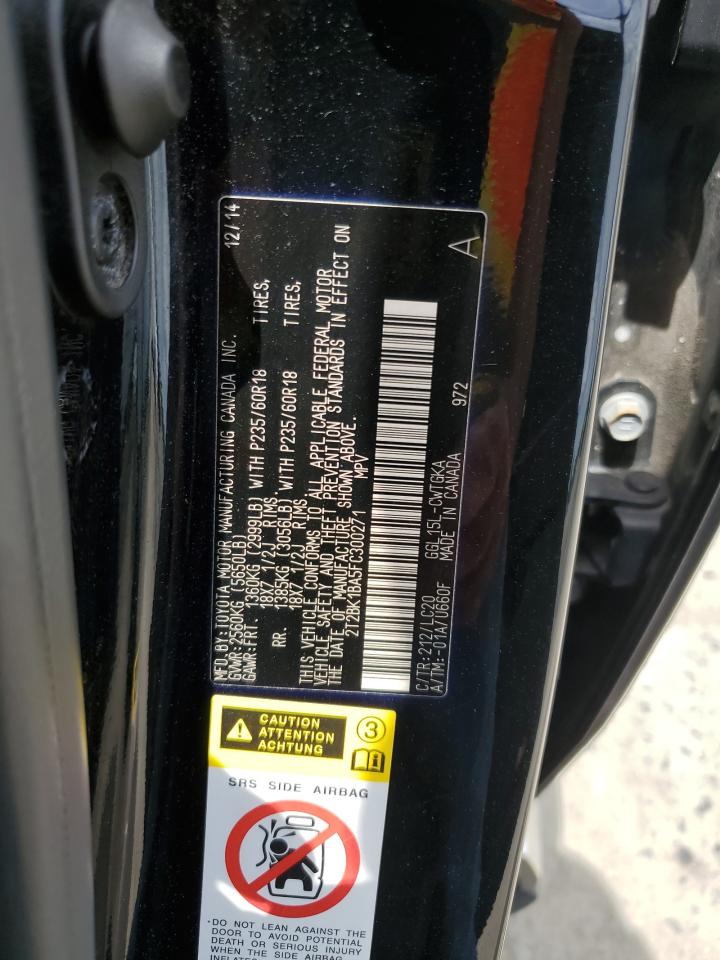 MFD.BY:TOYOTA MOTOR MANUFACTURING CANADA INC. 12/14
GVWR:2560KG ( 5650LB)
GAWR:FRT. 1360KG (2999LB) WITH P235/60R18 TIRES,
18X7 1/2J RIMS,
RR. 1385KG (3056LB) WITH P235/60R18 TIRES,
18X7 1/2J RIMS.
THIS VEHICLE CONFORMS TO ALL APPLICABLE FEDERAL MOTOR
VEHICLE SAFETY AND THEFT PREVENTION STANDARDS IN EFFECT ON
THE DATE OF MANUFACTURE SHOWN ABOVE.
2T2BK1BA5FC300271 MPV
C/TR:212/LC20 GGL15L-CWTGKA 972 A
A/TM:-01A/U660F MADE IN CANADA
CAUTION
ATTENTION
ACHTUNG
3
SRS SIDE AIRBAG
·DO NOT LEAN AGAINST THE
DOOR TO AVOID POTENTIAL
DEATH OR SERIOUS INJURY
WHEN THE SIDE AIRBAG